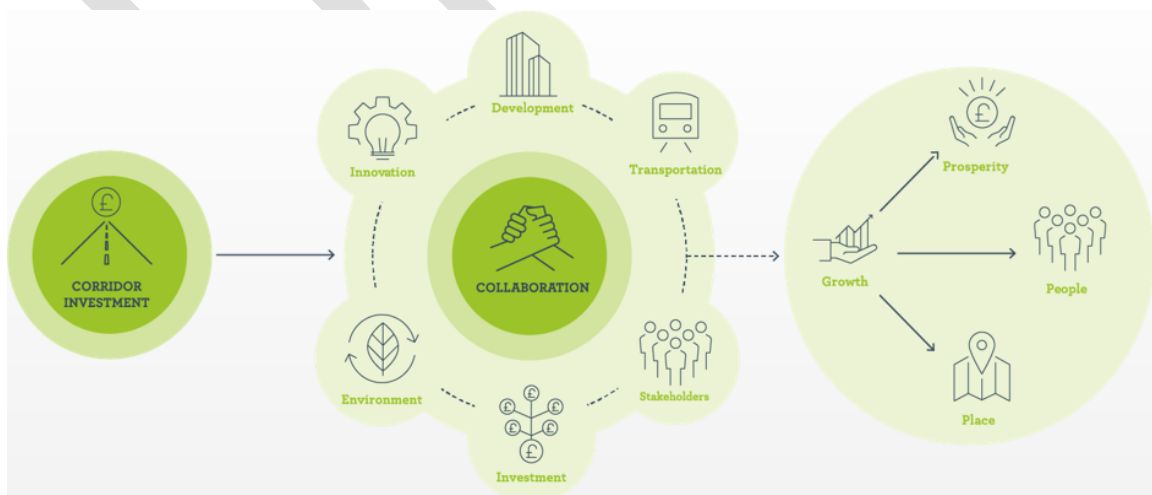 CORRIDOR
INVESTMENT
£
Development
Innovation
Transportation
COLLABORATION
Environment
Stakeholders
£
£ £
£ £
£
Investment
£
Prosperity
Growth
People
Place